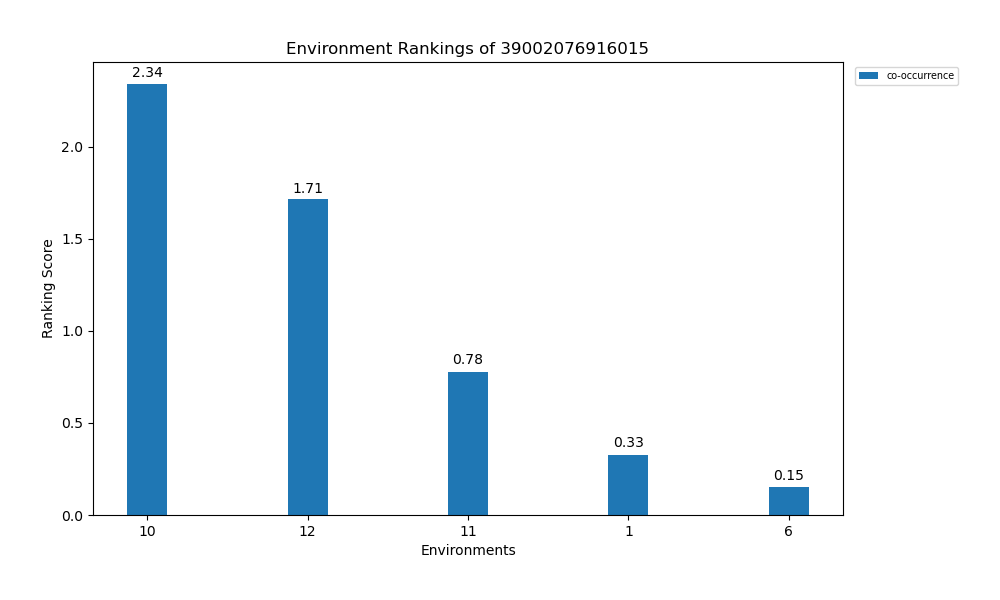 Environment Rankings of 39002076916015
co-occurrence
2.34
1.71
0.78
0.33
0.15
2.0
1.5
1.0
0.5
0.0
Ranking Score
10 12 11 1 6
Environments